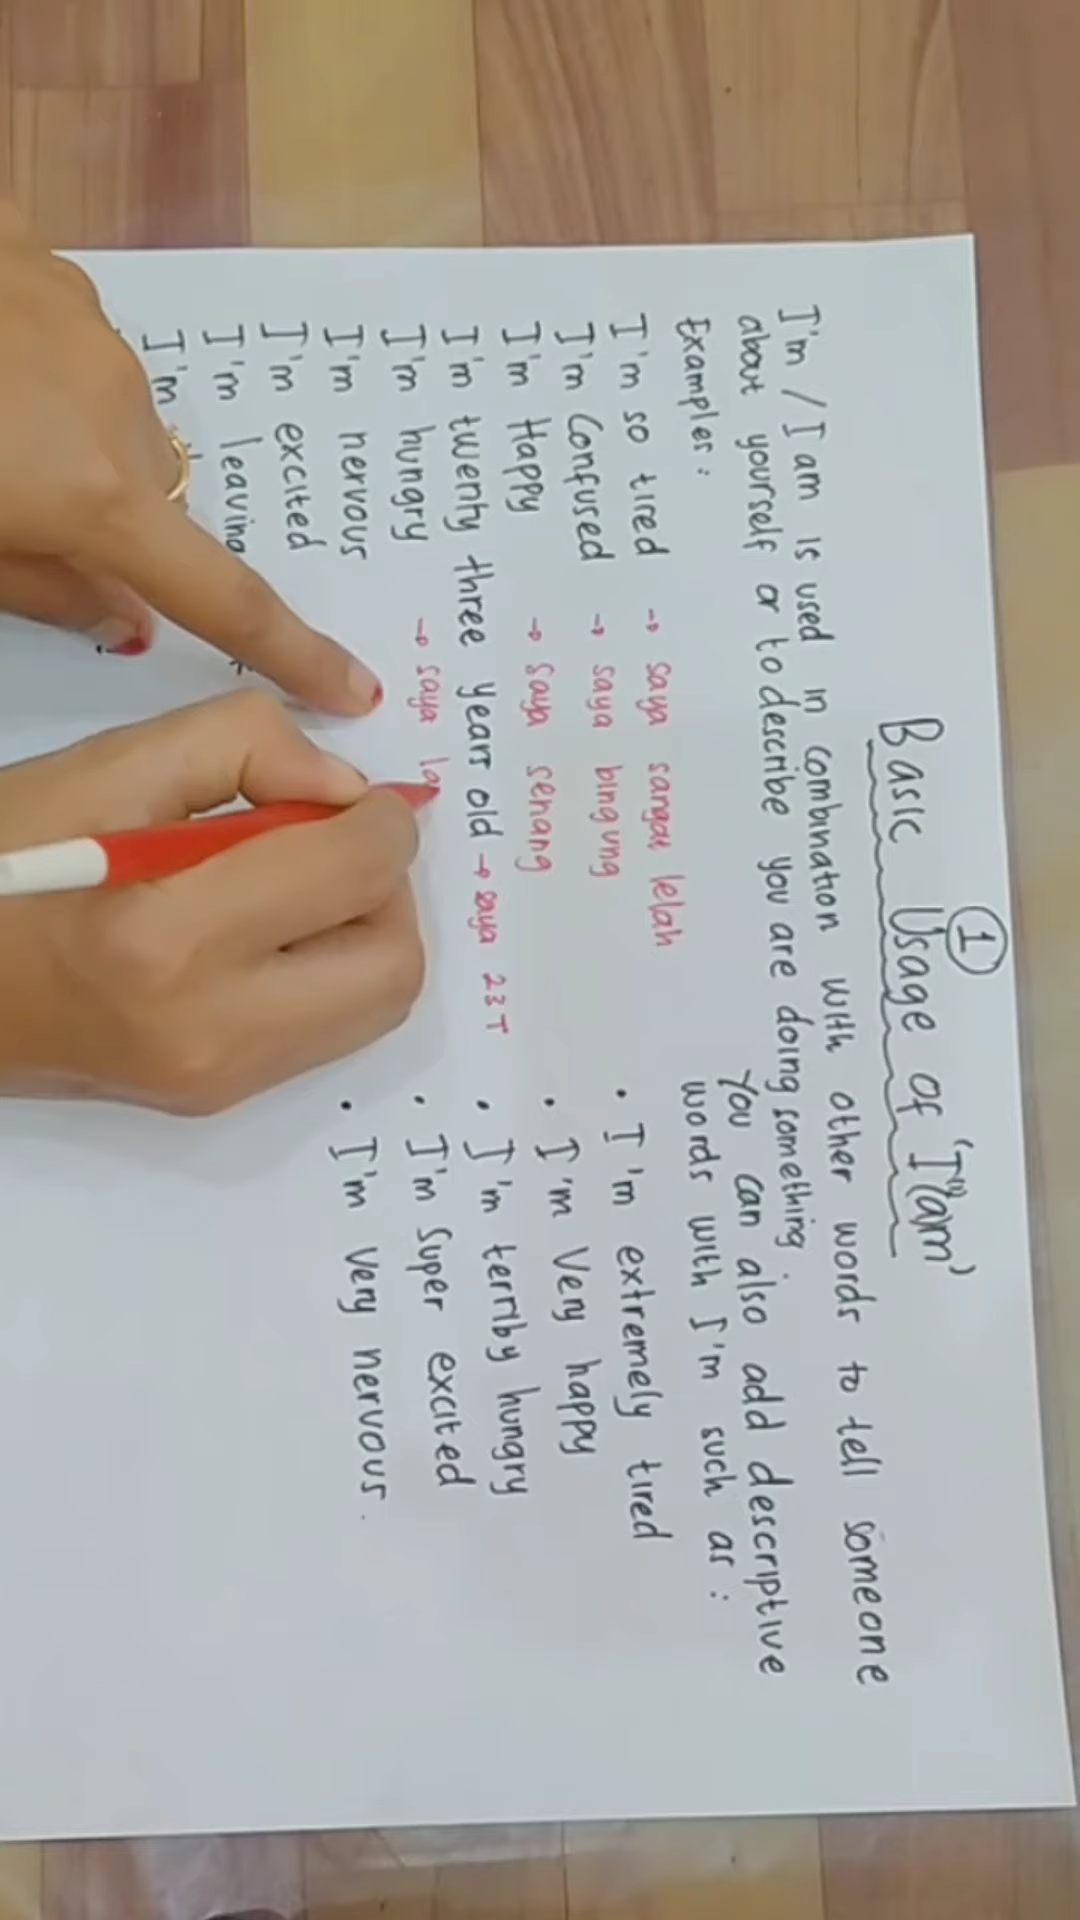 1
Basic Usage of 'I'(am)'
I'm / I am is used in combination with other words to tell someone
about yourself or to describe you are doing something
Examples :
I'm so tired → saya sangat lelah
I'm Confused → saya bingung
I'm Happy → saya senang
I'm twenty three years old → saya 23 T
I'm hungry → saya la
I'm nervous
I'm excited
I'm leaving
I'm
You can also add descriptive
words with I'm such as :
• I'm extremely tired
• I'm Very happy
• I'm terriby hungry
• I'm Super excited
• I'm Very nervous.